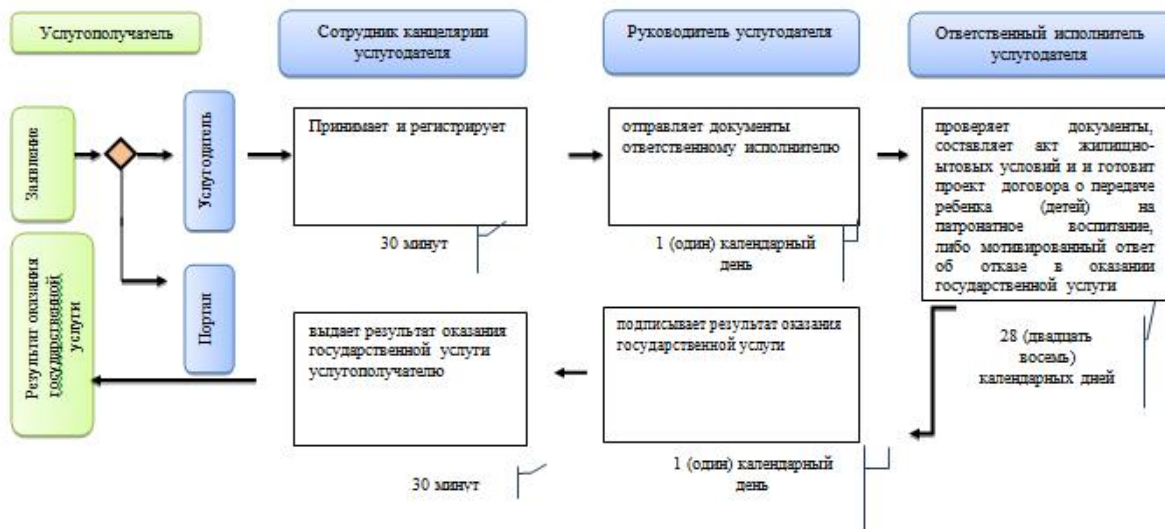 Услугополучатель
Сотрудник канцелярии
услугодателя
Руководитель услугодателя
Ответственный исполнитель
услугодателя
Заявление
Услугодатель
Принимает и регистрирует
30 минут
отправляет документы
ответственному исполнителю
1 (один) календарный
день
проверяет документы,
составляет акт жилищно-
ытовых условий и и готовит
проект договора о передаче
ребенка (детей) на
патронатное воспитание,
либо мотивированный ответ
об отказе в оказании
государственной услуги
28 (двадцать
восемь)
календарных дней
Результат оказания
государственной
услуги
Портал
выдает результат оказания
государственной услуги
услугополучателю
30 минут
подписывает результат оказания
государственной услуги
1 (один) календарный
день